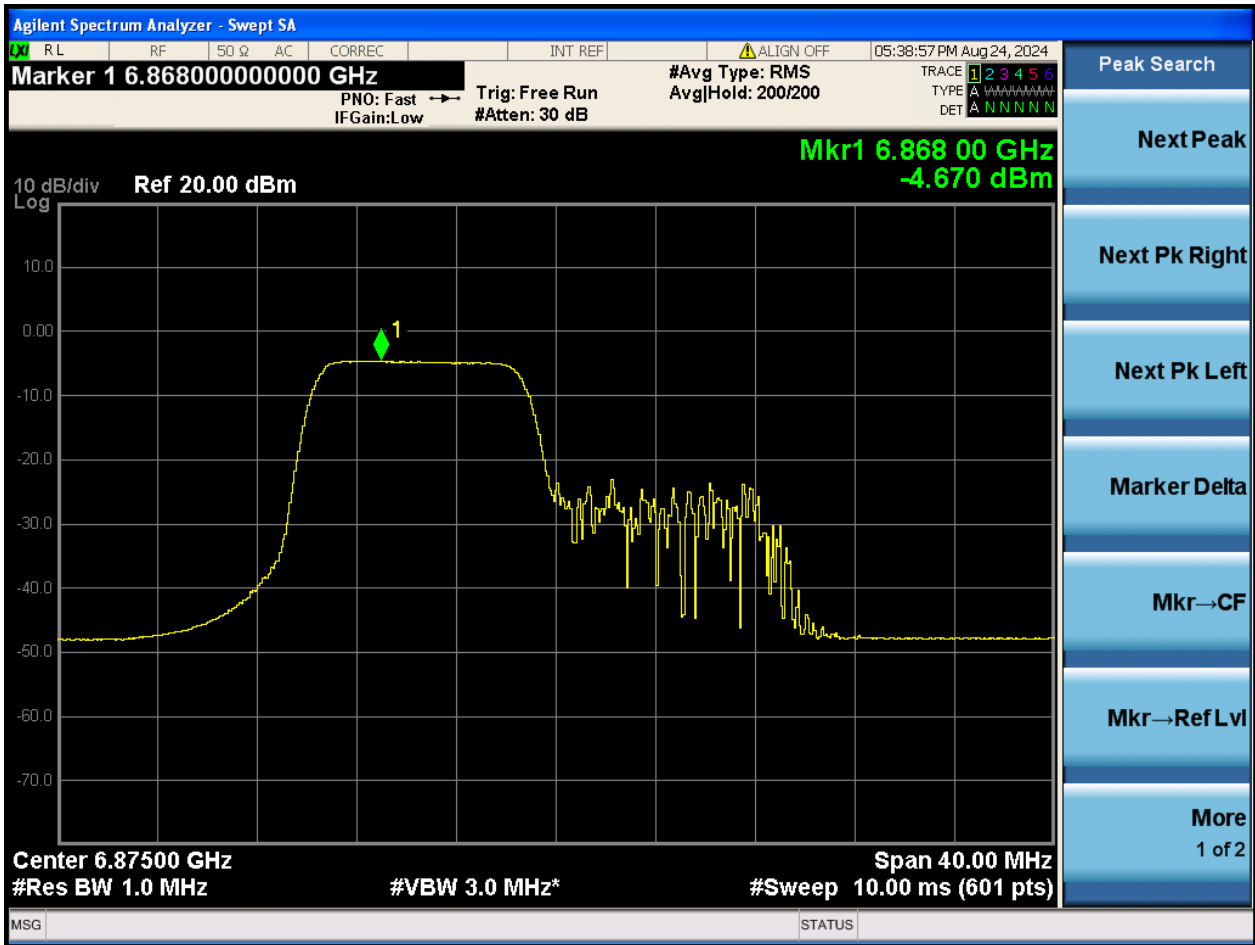 Agilent Spectrum Analyzer - Swept SA
LXI RL RF 50 Ω AC CORREC INT REF ALIGN OFF 05:38:57 PM Aug 24, 2024
Marker 1 6.868000000000 GHz
PNO: Fast
IFGain:Low
Trig: Free Run
#Atten: 30 dB
#Avg Type: RMS
Avg|Hold: 200/200
TRACE 1 2 3 4 5 6
TYPE A WWWWW
DET A N N N N N
Mkr1 6.868 00 GHz
-4.670 dBm
10 dB/div Ref 20.00 dBm
Log
10.0
0.00
-10.0
-20.0
-30.0
-40.0
-50.0
-60.0
-70.0
1
Center 6.87500 GHz Span 40.00 MHz
#Res BW 1.0 MHz #VBW 3.0 MHz* #Sweep 10.00 ms (601 pts)
MSG STATUS
Peak Search
Next Peak
Next Pk Right
Next Pk Left
Marker Delta
Mkr→CF
Mkr→Ref Lvl
More
1 of 2